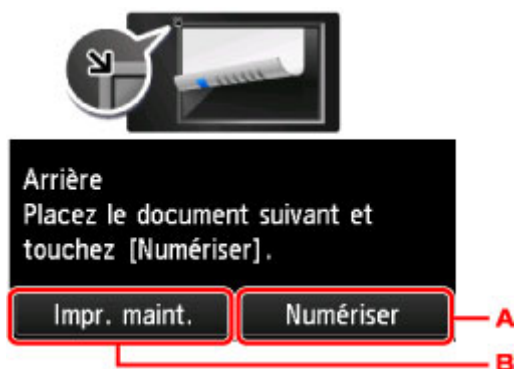 Arrière
Placez le document suivant et
touchez [Numériser].
Impr. maint.
Numériser
A
B